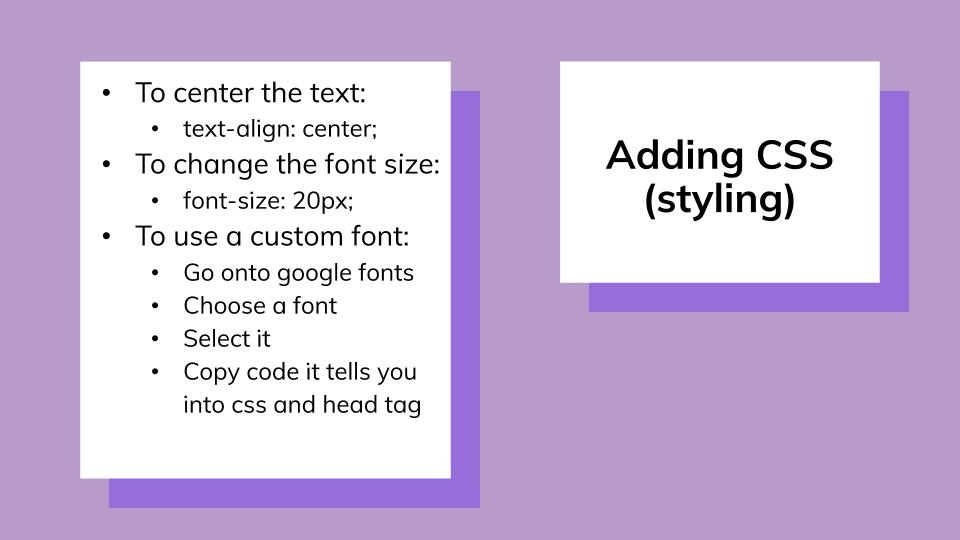 • To center the text:
• text-align: center;
• To change the font size:
• font-size: 20px;
• To use a custom font:
• Go onto google fonts
• Choose a font
• Select it
• Copy code it tells you
into css and head tag
Adding CSS
(styling)